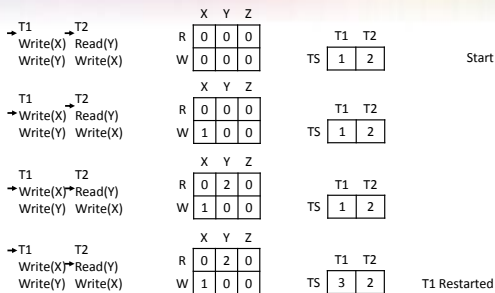 X Y Z
T1 T2
R 0 0 0 T1 T2
Write(X) Read(Y)
Write(Y) Write(X) W 0 0 0 TS 1 2 Start
X Y Z
T1 T2
R 0 0 0 T1 T2
Write(X) Read(Y)
Write(Y) Write(X) W 1 0 0 TS 1 2
X Y Z
T1 T2
R 0 2 0 T1 T2
Write(X) Read(Y)
Write(Y) Write(X) W 1 0 0 TS 1 2
X Y Z
T1 T2
R 0 2 0 T1 T2
Write(X) Read(Y)
Write(Y) Write(X) W 1 0 0 TS 3 2 T1 Restarted